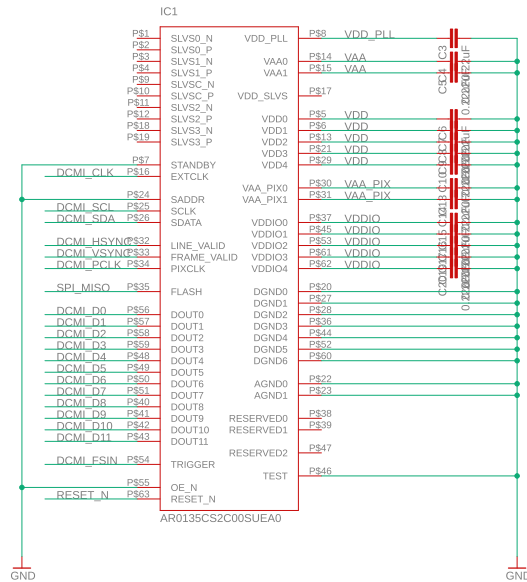 IC1
P$1 SLVS0_N
P$2 SLVS0_P
P$3 SLVS1_N
P$4 SLVS1_P
P$9 SLVSC_N
P$10 SLVSC_P
P$11 SLVS2_N
P$12 SLVS2_P
P$18 SLVS3_N
P$19 SLVS3_P
P$7 STANDBY
DCMI_CLK P$16 EXTCLK
P$24 SADDR
DCMI_SCL P$25 SCLK
DCMI_SDA P$26 SDATA
DCMI_HSYNC P$32 LINE_VALID
DCMI_VSYNC P$33 FRAME_VALID
DCMI_PCLK P$34 PIXCLK
SPI_MISO P$35 FLASH
DCMI_D0 P$56 DOUT0
DCMI_D1 P$57 DOUT1
DCMI_D2 P$58 DOUT2
DCMI_D3 P$59 DOUT3
DCMI_D4 P$48 DOUT4
DCMI_D5 P$49 DOUT5
DCMI_D6 P$50 DOUT6
DCMI_D7 P$51 DOUT7
DCMI_D8 P$40 DOUT8
DCMI_D9 P$41 DOUT9
DCMI_D10 P$42 DOUT10
DCMI_D11 P$43 DOUT11
DCMI_FSIN P$54 TRIGGER
P$55 OE_N
RESET_N P$63 RESET_N
VDD_PLL P$8 VDD_PLL
VAA0 P$14 VAA
VAA1 P$15 VAA
VDD_SLVS P$17
VDD0 P$5 VDD
VDD1 P$6 VDD
VDD2 P$13 VDD
VDD3 P$21 VDD
VDD4 P$29 VDD
VAA_PIX0 P$30 VAA_PIX
VAA_PIX1 P$31 VAA_PIX
VDDIO0 P$37 VDDIO
VDDIO1 P$45 VDDIO
VDDIO2 P$53 VDDIO
VDDIO3 P$61 VDDIO
VDDIO4 P$62 VDDIO
DGND0 P$20
DGND1 P$27
DGND2 P$28
DGND3 P$36
DGND4 P$44
DGND5 P$52
DGND6 P$60
AGND0 P$22
AGND1 P$23
RESERVED0 P$38
RESERVED1 P$39
RESERVED2 P$47
TEST P$46
C3
AR0135CS2C00SUEA0
GND
GND